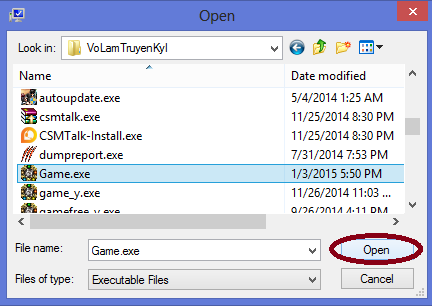 Open
Look in: VoLamTruyenKyI
Name Date modified
autoupdate.exe 5/4/2014 1:25 AM
csmtalk.exe 11/25/2014 8:30 PM
CSMTalk-Install.exe 11/25/2014 8:30 PM
dumpreport.exe 7/31/2014 7:53 PM
Game.exe 1/3/2015 5:50 PM
game_y.exe 11/26/2014 11:03 ...
gamefree_y.exe 9/26/2014 4:11 PM
File name: Game.exe Open
Files of type: Executable Files Cancel